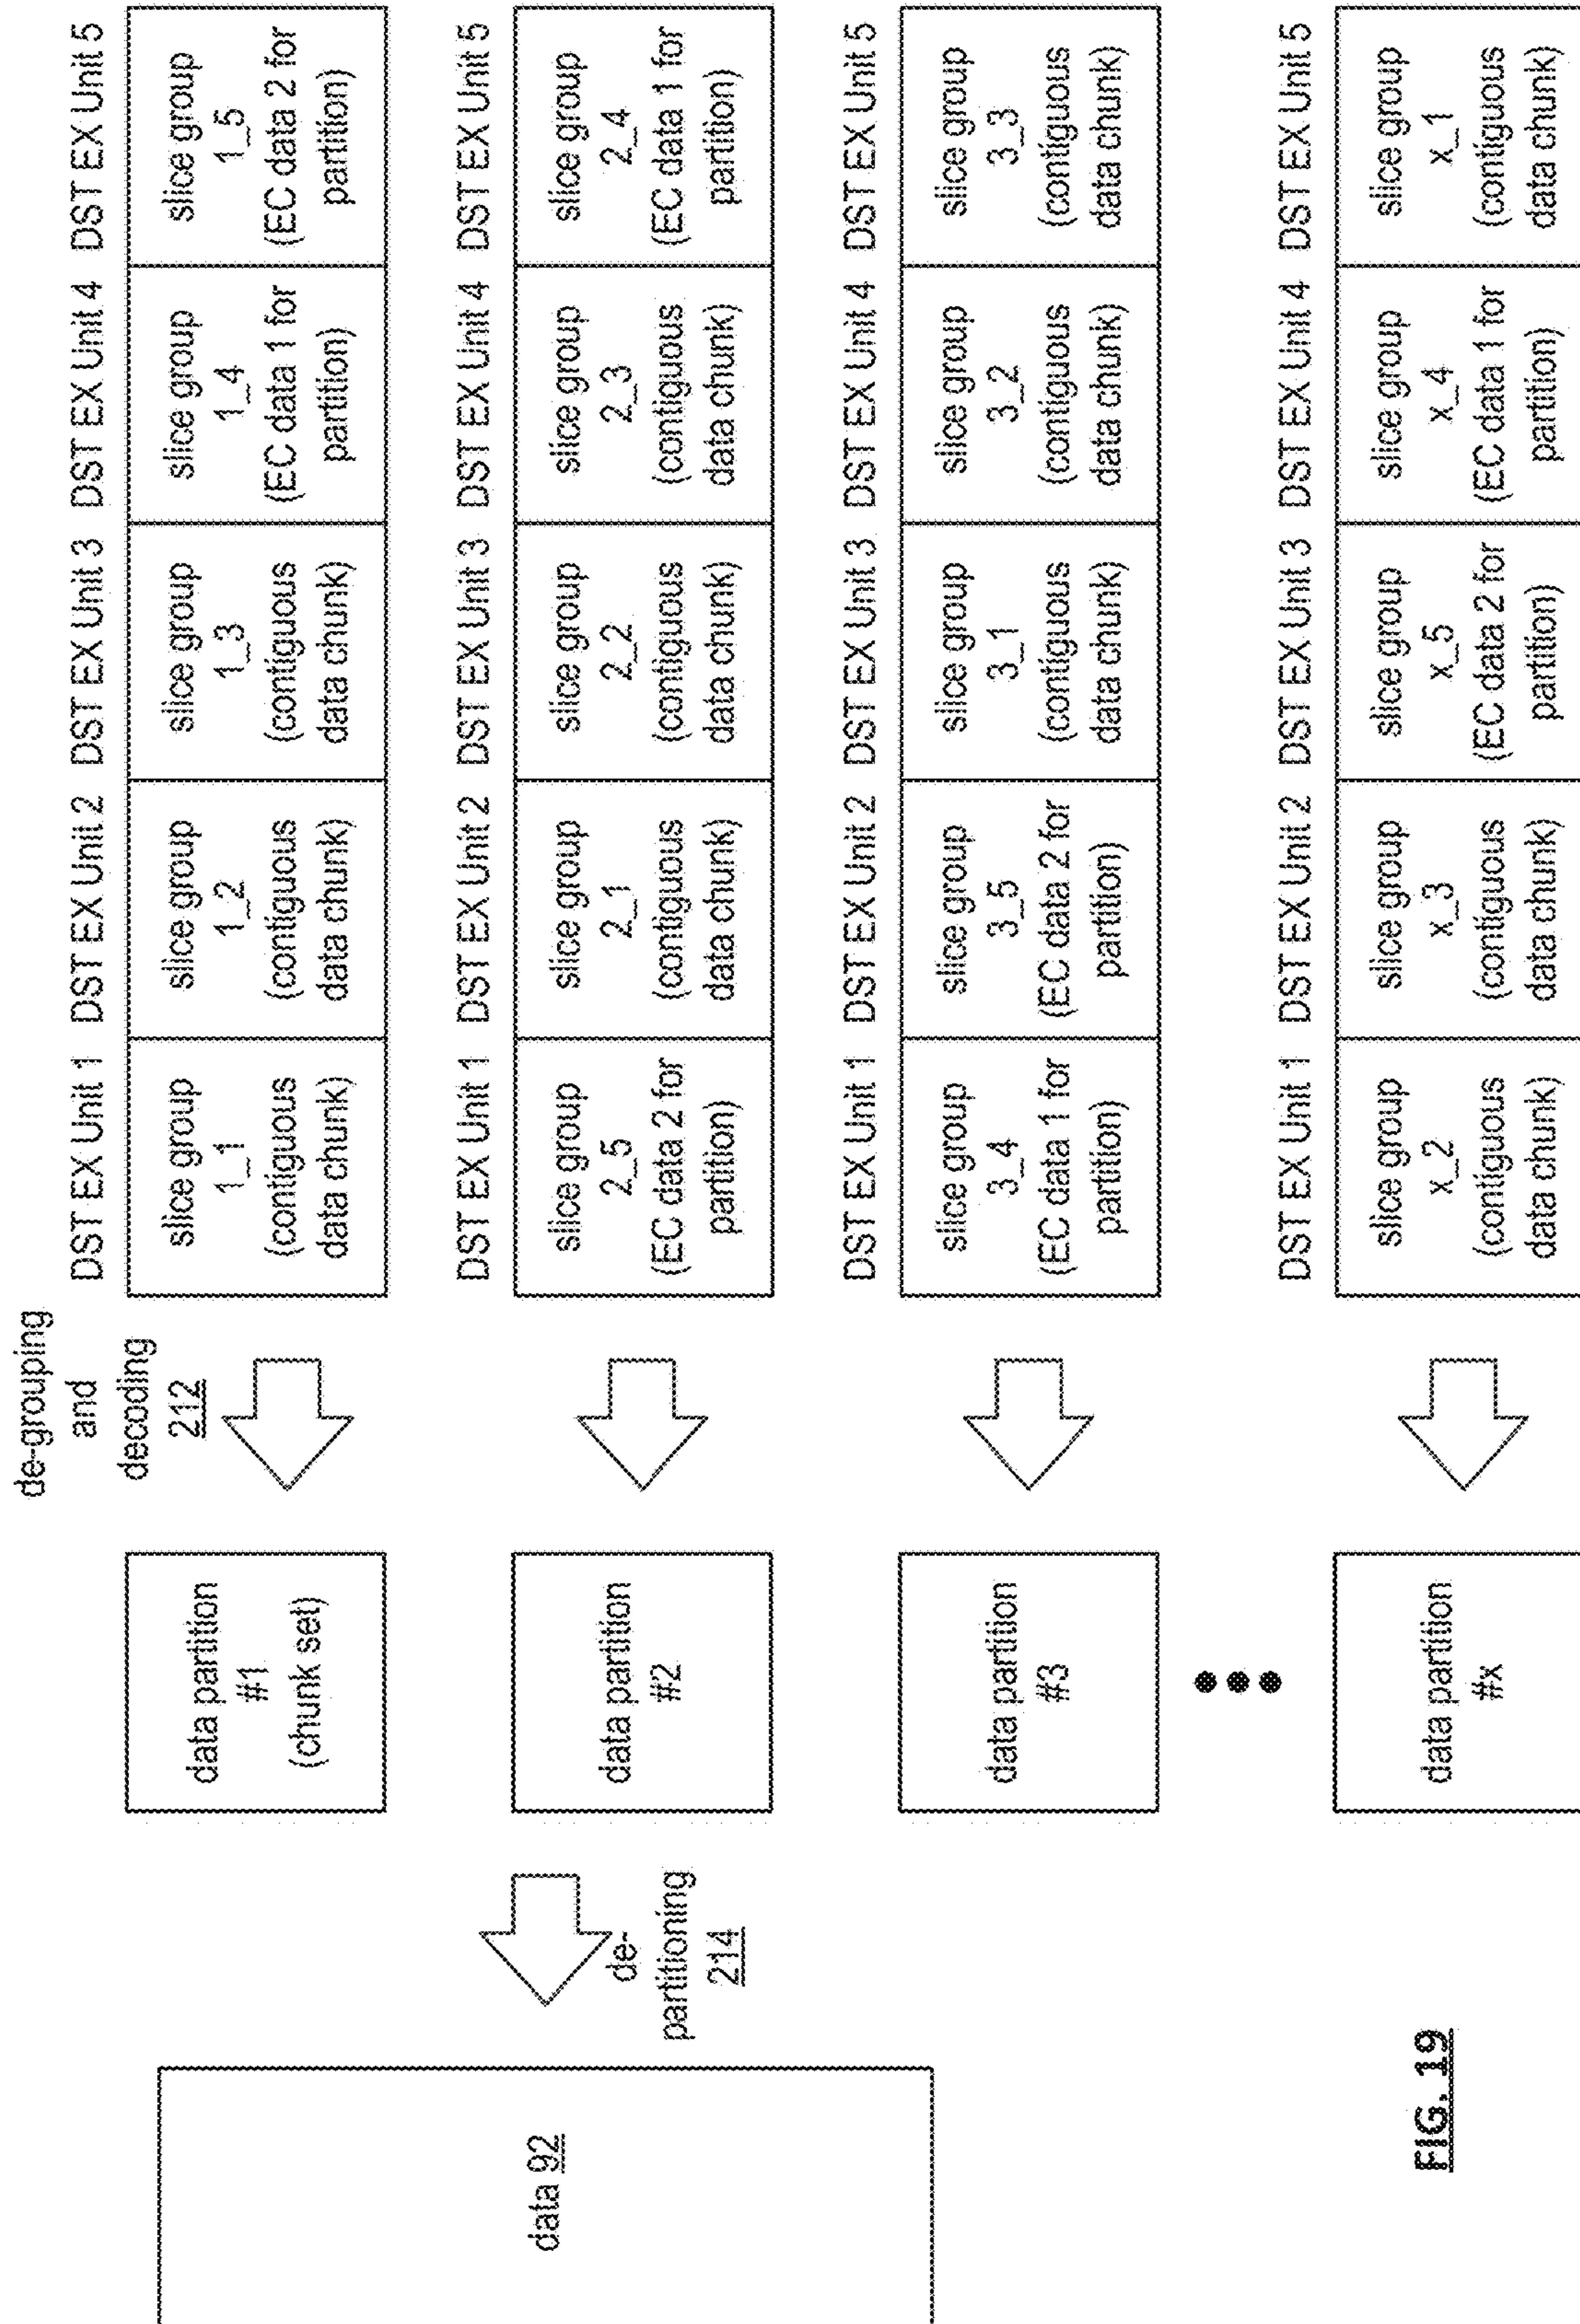 de-grouping
and
decoding
212
data 92
de-
partitioning
214
data partition
#1
(chunk set)
DST EX Unit 1 DST EX Unit 2 DST EX Unit 3 DST EX Unit 4 DST EX Unit 5
slice group
1_1
(contiguous
data chunk)
slice group
1_2
(contiguous
data chunk)
slice group
1_3
(contiguous
data chunk)
slice group
1_4
(EC data 1 for
partition)
slice group
1_5
(EC data 2 for
partition)
data partition
#2
DST EX Unit 1 DST EX Unit 2 DST EX Unit 3 DST EX Unit 4 DST EX Unit 5
slice group
2_5
(EC data 2 for
partition)
slice group
2_1
(contiguous
data chunk)
slice group
2_2
(contiguous
data chunk)
slice group
2_3
(contiguous
data chunk)
slice group
2_4
(EC data 1 for
partition)
data partition
#3
DST EX Unit 1 DST EX Unit 2 DST EX Unit 3 DST EX Unit 4 DST EX Unit 5
slice group
3_4
(EC data 1 for
partition)
slice group
3_5
(EC data 2 for
partition)
slice group
3_1
(contiguous
data chunk)
slice group
3_2
(contiguous
data chunk)
slice group
3_3
(contiguous
data chunk)
data partition
#x
DST EX Unit 1 DST EX Unit 2 DST EX Unit 3 DST EX Unit 4 DST EX Unit 5
slice group
x_2
(contiguous
data chunk)
slice group
x_3
(contiguous
data chunk)
slice group
x_5
(EC data 2 for
partition)
slice group
x_4
(EC data 1 for
partition)
slice group
x_1
(contiguous
data chunk)
FIG. 19